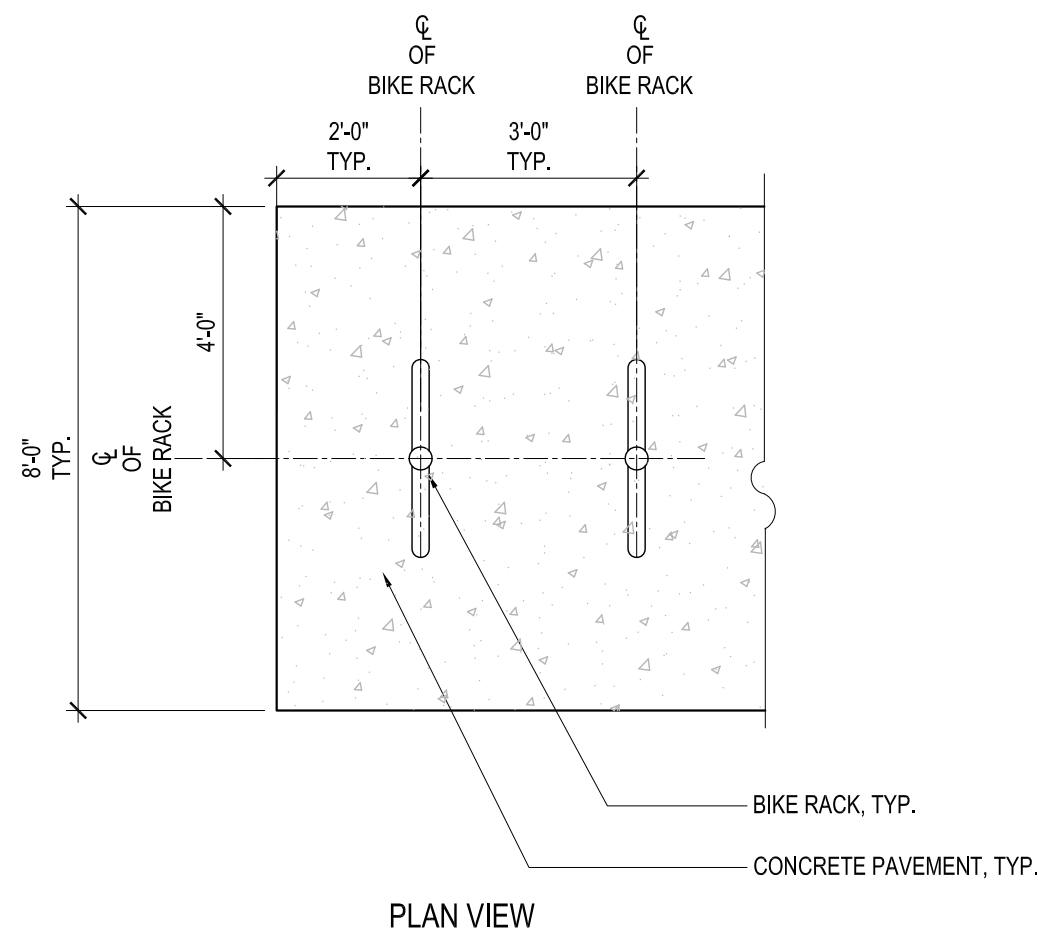 ℄
OF
BIKE RACK
℄
OF
BIKE RACK
2'-0"
TYP.
3'-0"
TYP.
4'-0"
8'-0"
TYP.
℄
OF
BIKE RACK
BIKE RACK, TYP.
CONCRETE PAVEMENT, TYP.
PLAN VIEW